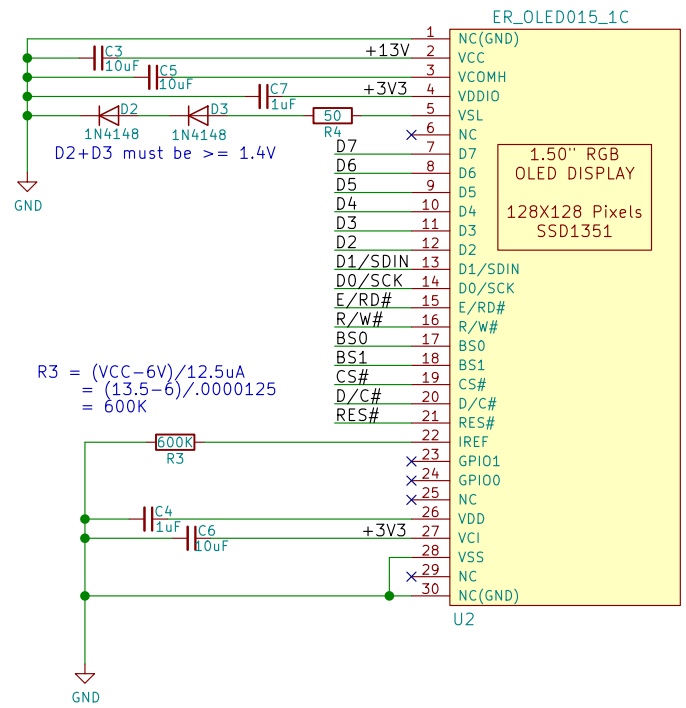 ER_OLED015_1C
1 NC(GND)
C3 10uF +13V 2 VCC
C5 10uF 3 VCOMH
C7 1uF +3V3 4 VDDIO
D2 1N4148 D3 1N4148 50 R4 5 VSL
6 NC
D2+D3 must be >= 1.4V
GND
D7 7 D7
D6 8 D6
D5 9 D5
D4 10 D4
D3 11 D3
D2 12 D2
D1/SDIN 13 D1/SDIN
D0/SCK 14 D0/SCK
E/RD# 15 E/RD#
R/W# 16 R/W#
BS0 17 BS0
BS1 18 BS1
CS# 19 CS#
D/C# 20 D/C#
RES# 21 RES#
1.50'' RGB
OLED DISPLAY
128X128 Pixels
SSD1351
R3 = (VCC-6V)/12.5uA
= (13.5-6)/.0000125
= 600K
600K R3 22 IREF
23 GPIO1
24 GPIO0
25 NC
C4 1uF 26 VDD
C6 10uF +3V3 27 VCI
28 VSS
29 NC
30 NC(GND)
U2
GND